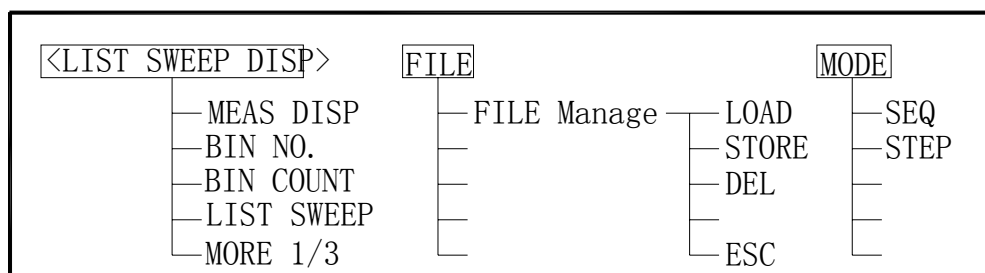 <LIST SWEEP DISP> FILE MODE
MEAS DISP FILE Manage LOAD SEQ
BIN NO. STORE STEP
BIN COUNT DEL
LIST SWEEP
MORE 1/3 ESC